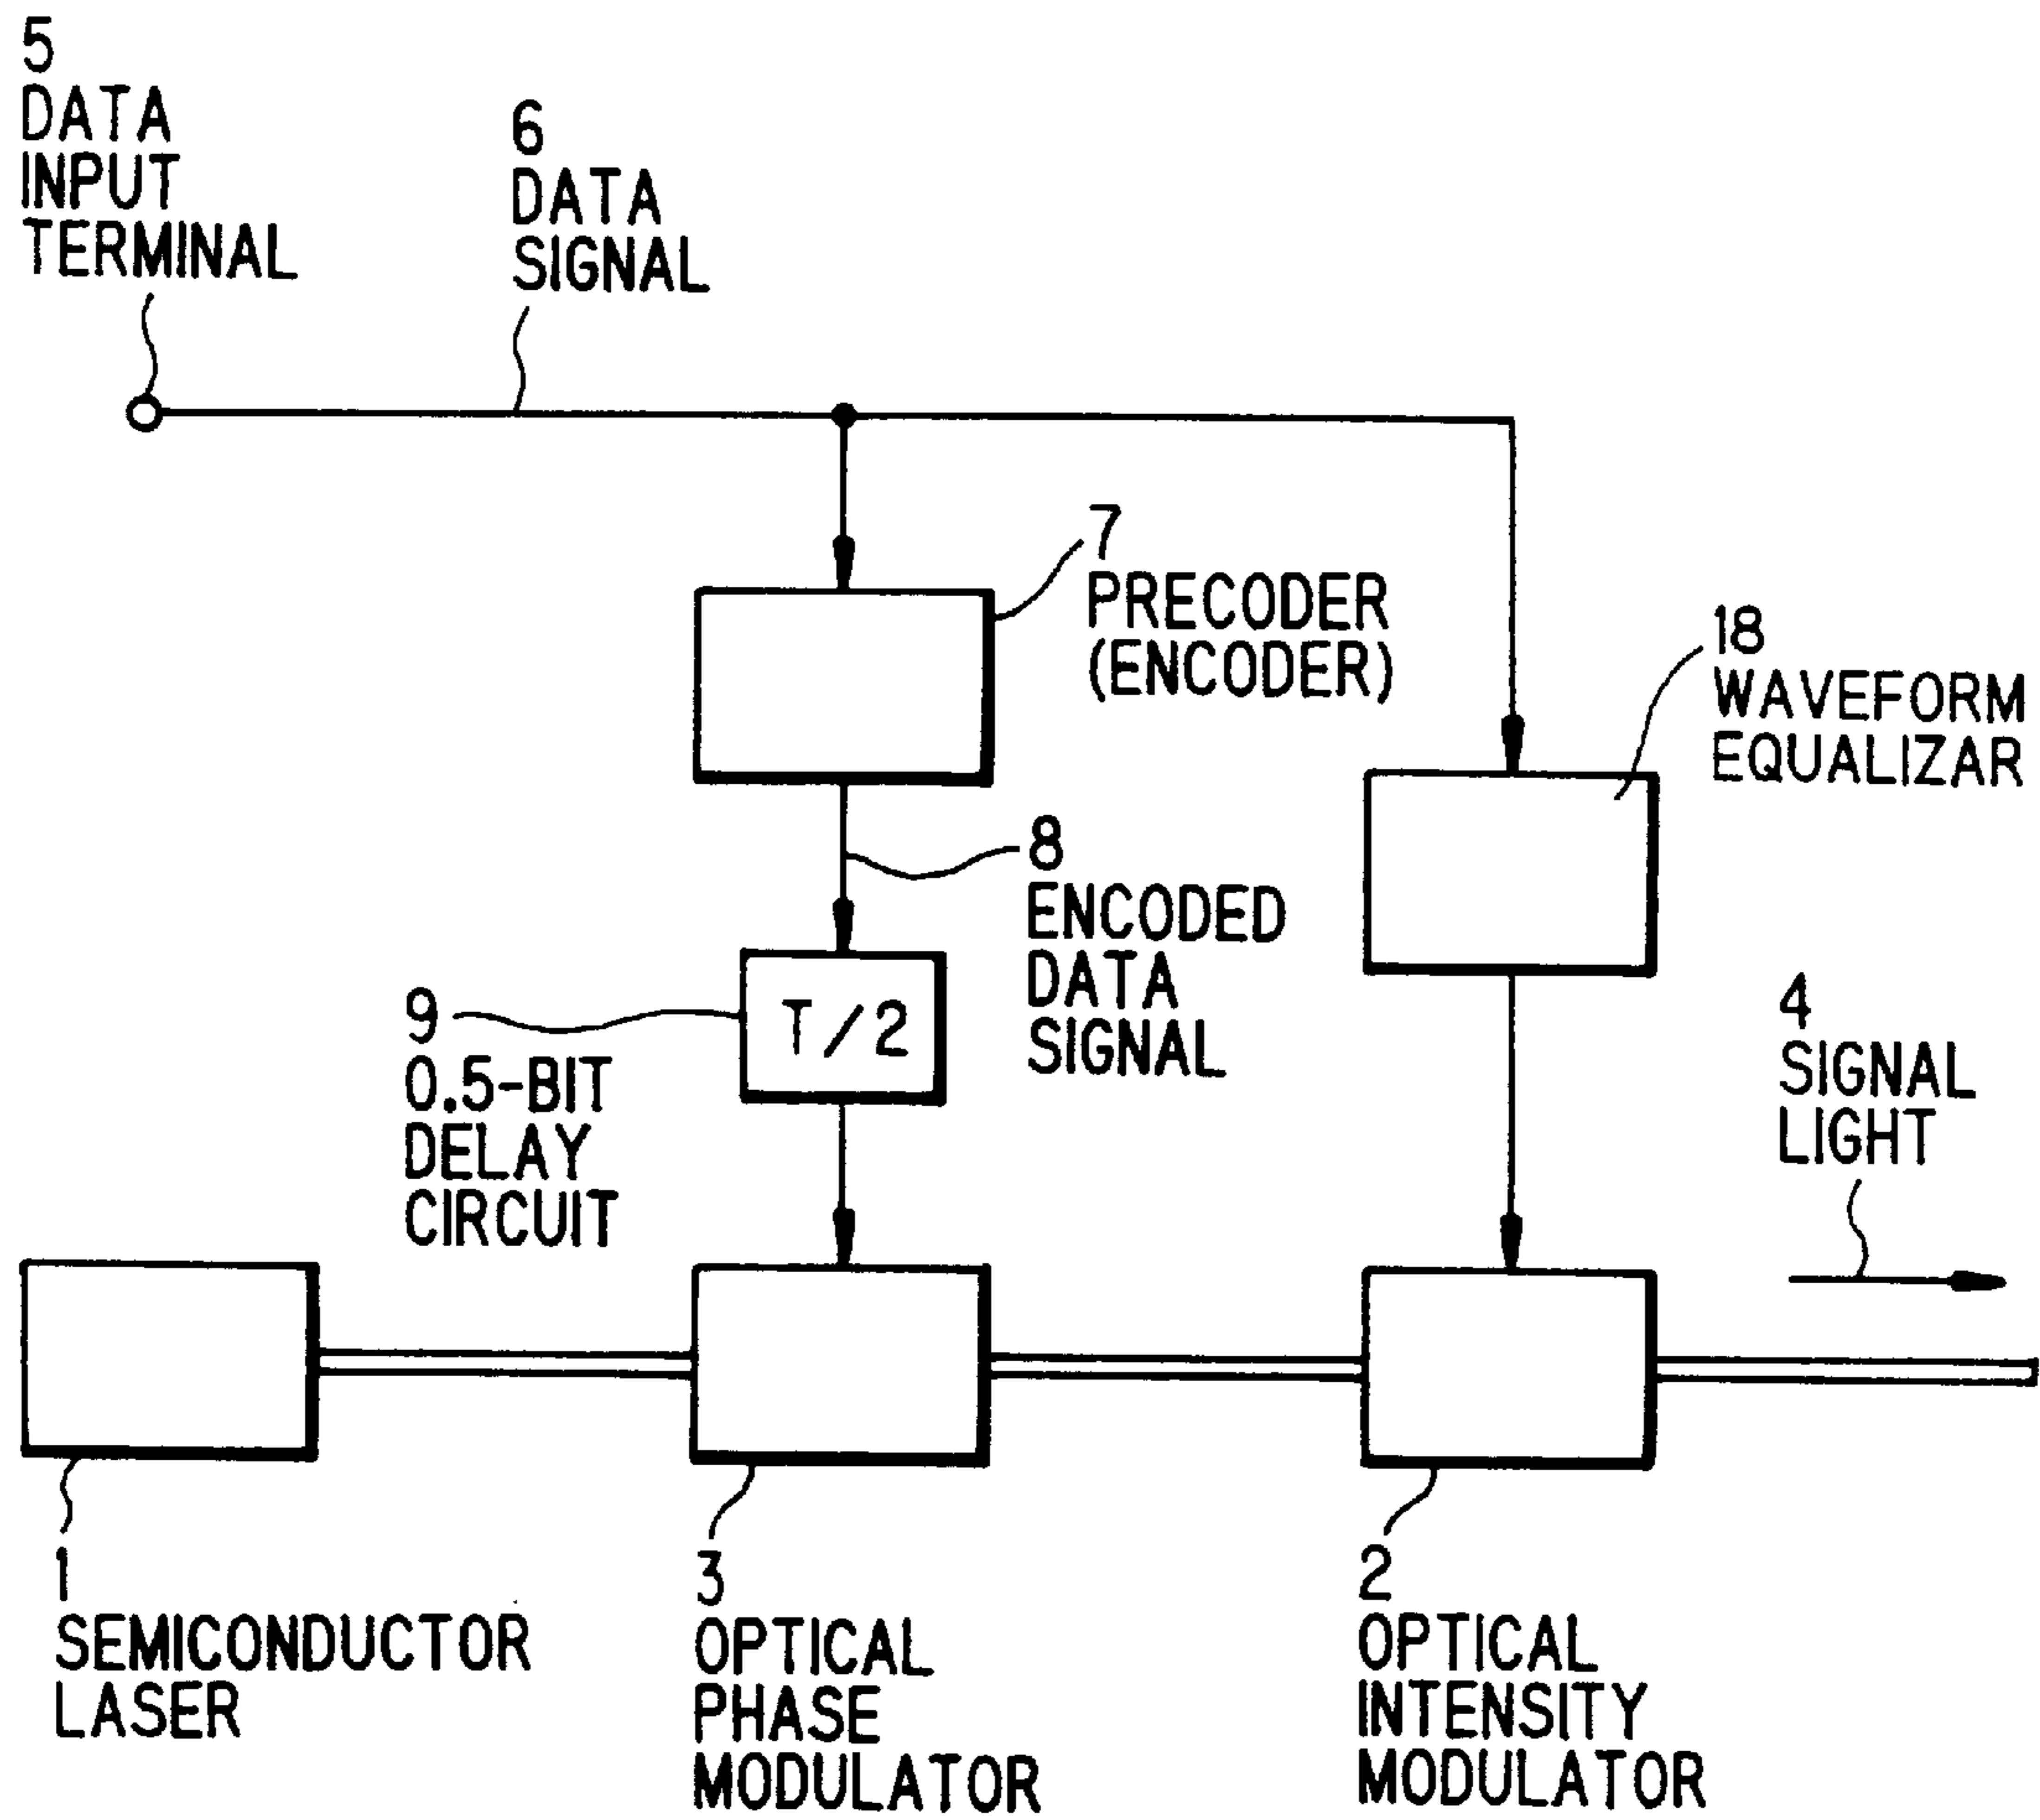 5
DATA
INPUT
TERMINAL
6
DATA
SIGNAL
7
PRECODER
(ENCODER)
18
WAVEFORM
EQUALIZAR
8
ENCODED
DATA
SIGNAL
9
0.5-BIT
DELAY
CIRCUIT
T/2
4
SIGNAL
LIGHT
1
SEMICONDUCTOR
LASER
3
OPTICAL
PHASE
MODULATOR
2
OPTICAL
INTENSITY
MODULATOR